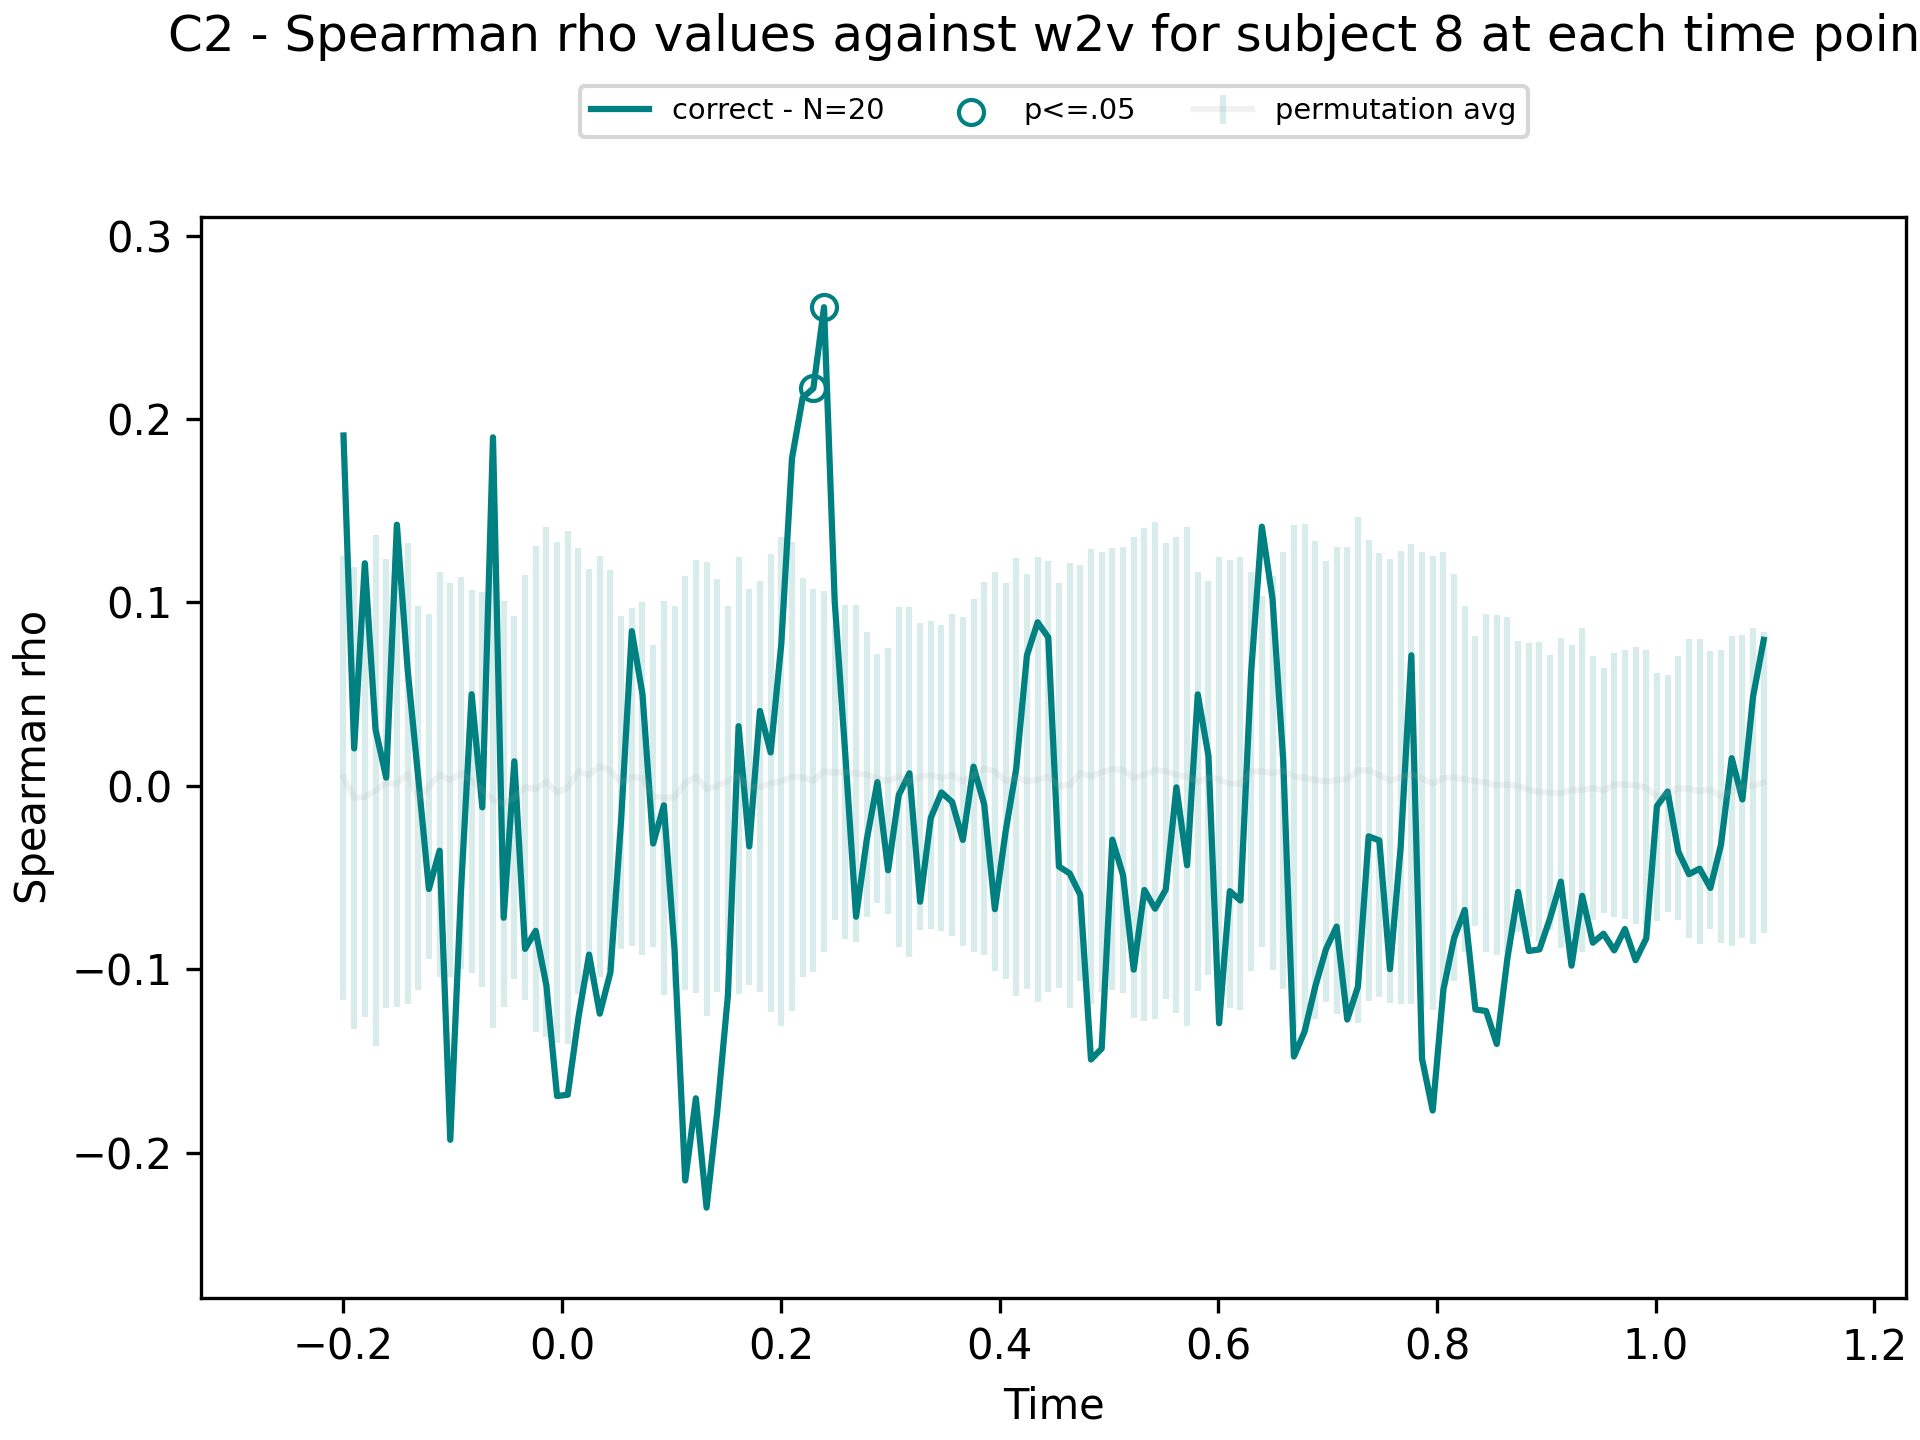 C2 - Spearman rho values against w2v for subject 8 at each time poin
correct - N=20 p<=.05 permutation avg
0.3
0.2
0.1
0.0
−0.1
−0.2
Spearman rho
−0.2 0.0 0.2 0.4 0.6 0.8 1.0 1.2
Time